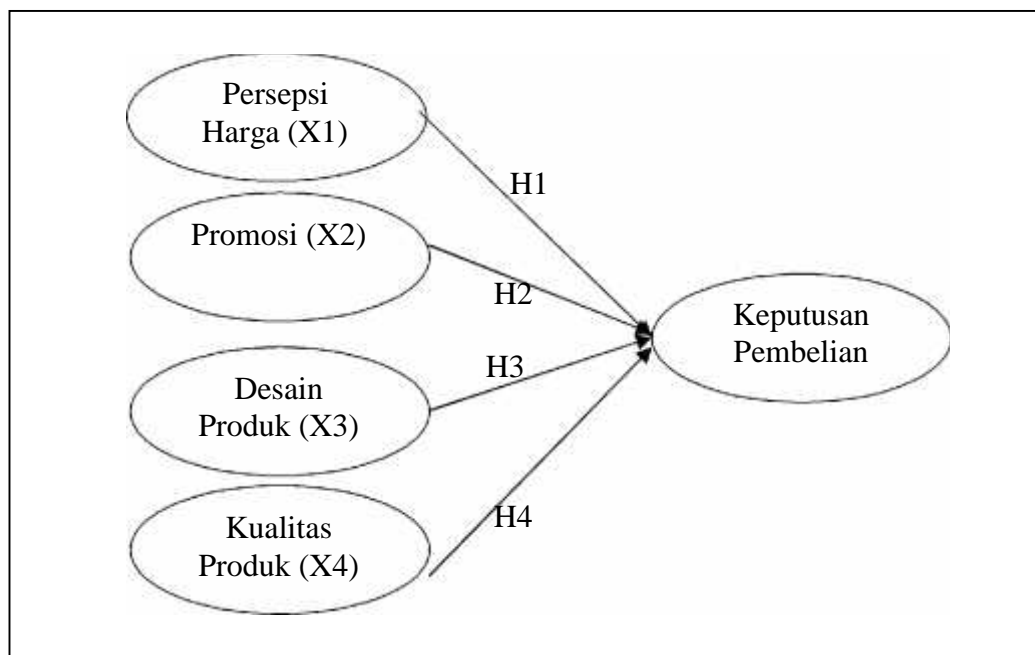 Persepsi
Harga (X1)
H1
Promosi (X2)
H2
Keputusan
Pembelian
H3
Desain
Produk (X3)
H4
Kualitas
Produk (X4)